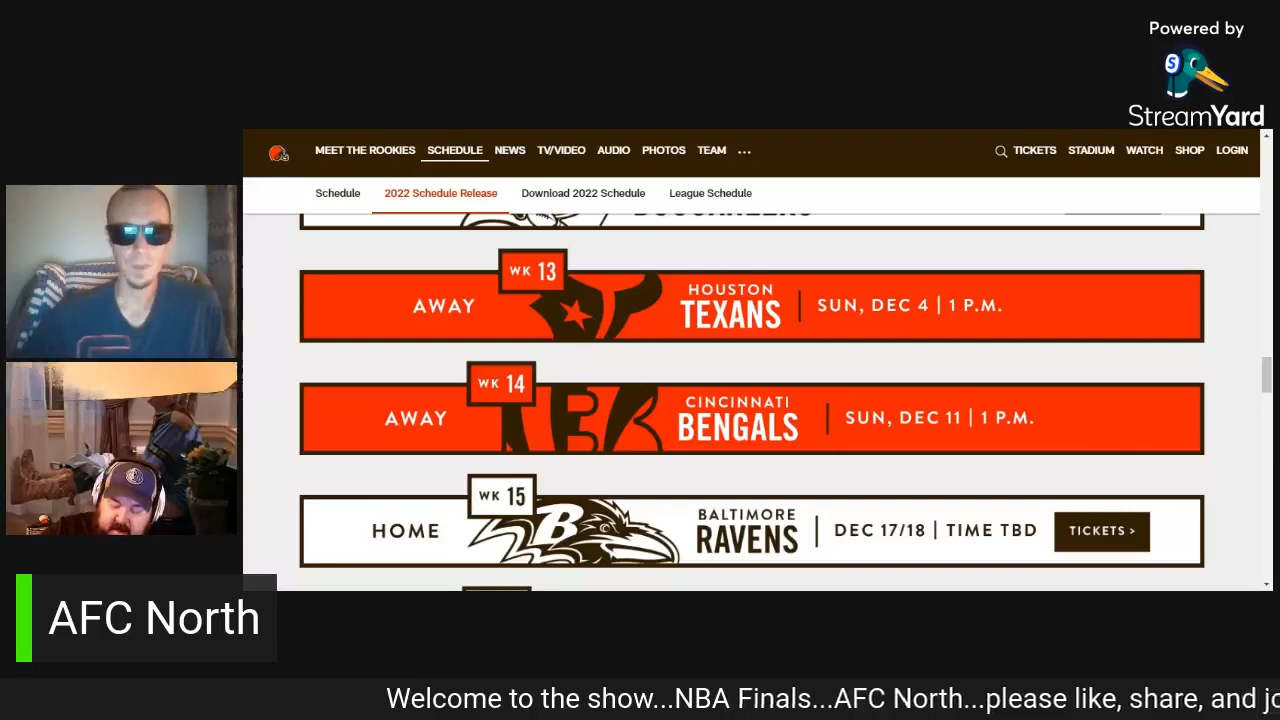 Powered by
StreamYard
MEET THE ROOKIES SCHEDULE NEWS TV/VIDEO AUDIO PHOTOS TEAM ... TICKETS STADIUM WATCH SHOP LOGIN
Schedule 2022 Schedule Release Download 2022 Schedule League Schedule
BUCCANEERS
WK 13
AWAY HOUSTON TEXANS | SUN, DEC 4 | 1 P.M.
WK 14
AWAY CINCINNATI BENGALS | SUN, DEC 11 | 1 P.M.
WK 15
HOME B BALTIMORE RAVENS | DEC 17/18 | TIME TBD TICKETS >
AFC North
Welcome to the show...NBA Finals...AFC North...please like, share, and jo